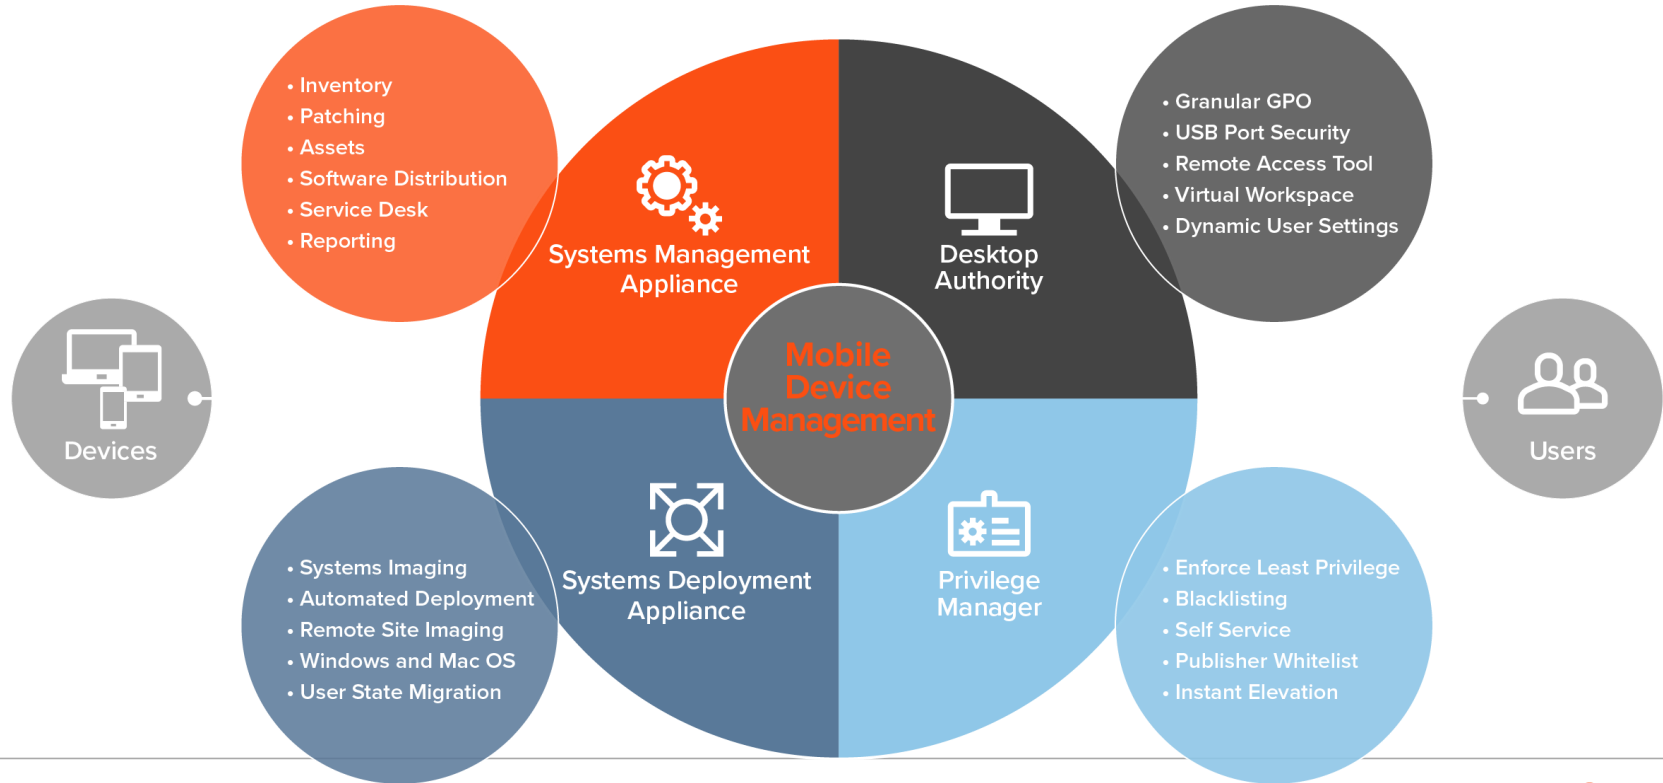 • Inventory
• Patching
• Assets
• Software Distribution
• Service Desk
• Reporting
Systems Management
Appliance
Desktop
Authority
• Granular GPO
• USB Port Security
• Remote Access Tool
• Virtual Workspace
• Dynamic User Settings
Devices
Mobile
Device
Management
Users
• Systems Imaging
• Automated Deployment
• Remote Site Imaging
• Windows and Mac OS
• User State Migration
Systems Deployment
Appliance
Privilege
Manager
• Enforce Least Privilege
• Blacklisting
• Self Service
• Publisher Whitelist
• Instant Elevation